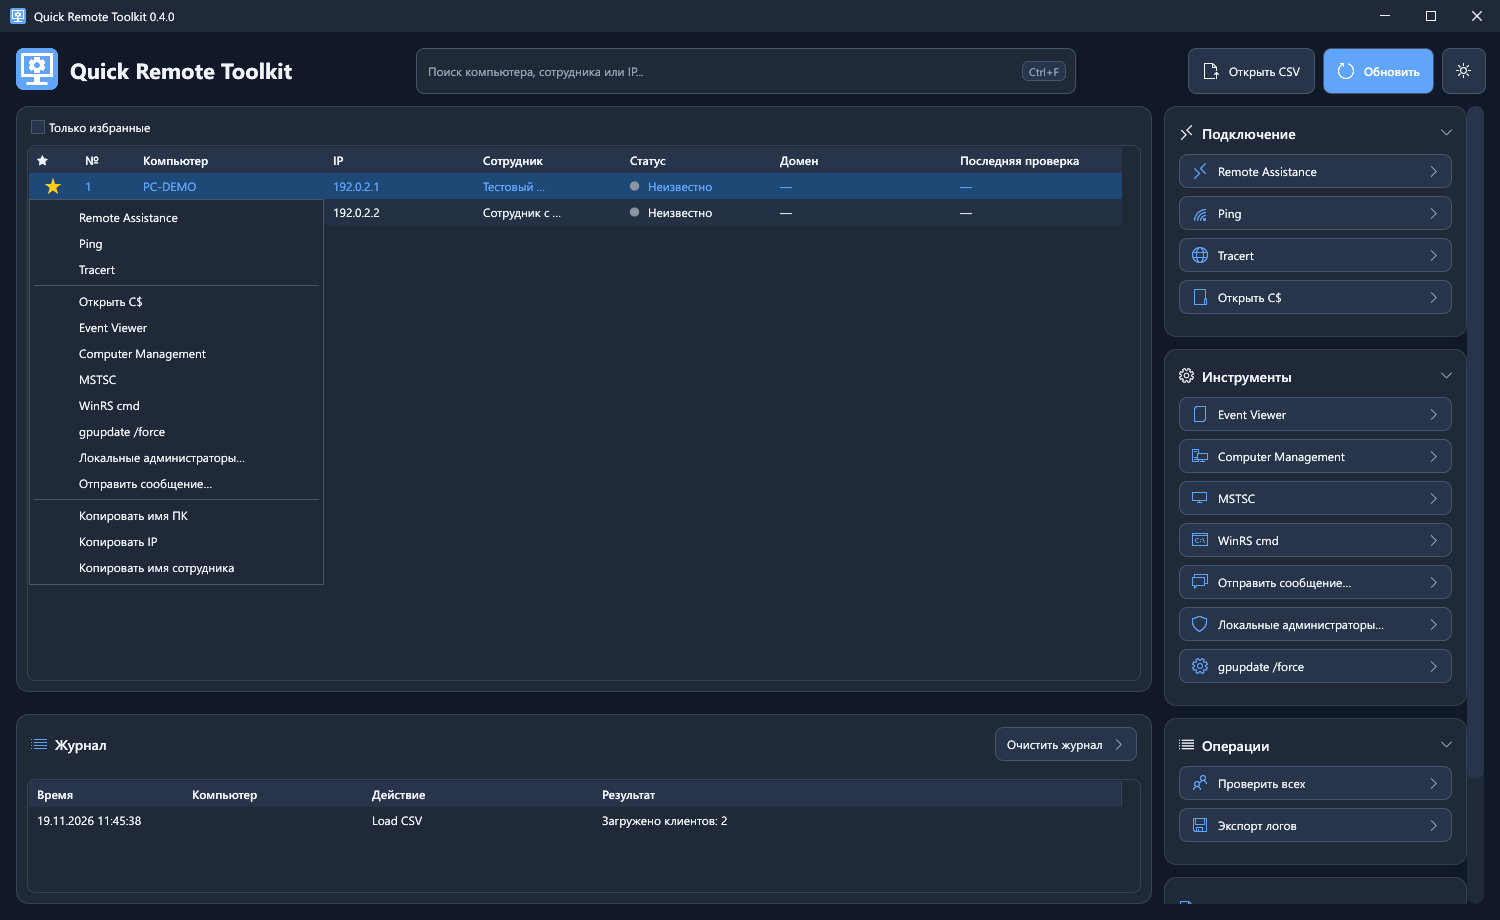 Quick Remote Toolkit 0.4.0
Quick Remote Toolkit
Поиск компьютера, сотрудника или IP...
Ctrl+F
Открыть CSV
Обновить
Только избранные
№ Компьютер IP Сотрудник Статус Домен Последняя проверка
1 PC-DEMO 192.0.2.1 Тестовый ... Неизвестно — —
192.0.2.2 Сотрудник с ... Неизвестно — —
Remote Assistance
Ping
Tracert
Открыть C$
Event Viewer
Computer Management
MSTSC
WinRS cmd
gpupdate /force
Локальные администраторы...
Отправить сообщение...
Копировать имя ПК
Копировать IP
Копировать имя сотрудника
Журнал
Очистить журнал
Время Компьютер Действие Результат
19.11.2026 11:45:38 Load CSV Загружено клиентов: 2
Подключение
Remote Assistance
Ping
Tracert
Открыть C$
Инструменты
Event Viewer
Computer Management
MSTSC
WinRS cmd
Отправить сообщение...
Локальные администраторы...
gpupdate /force
Операции
Проверить всех
Экспорт логов